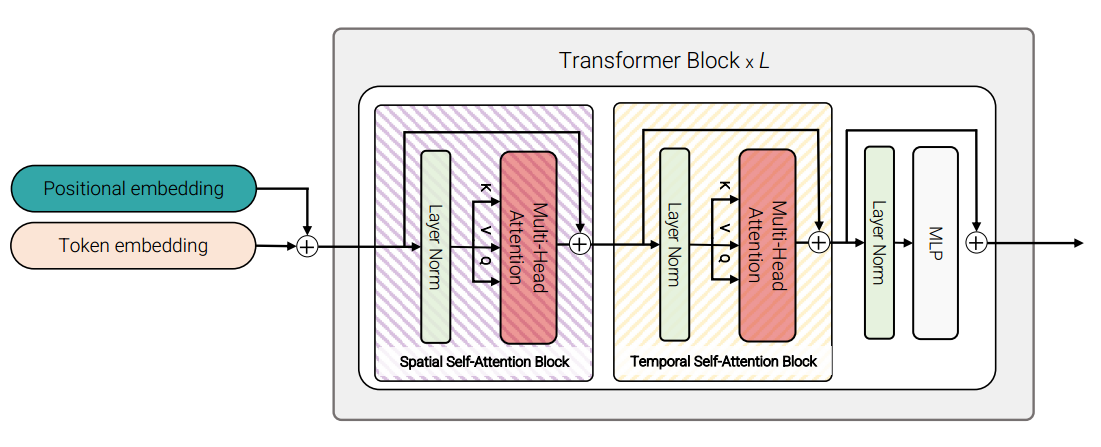 Transformer Block x L
Positional embedding
Token embedding
Layer Norm
K
V
Q
Multi-Head
Attention
Spatial Self-Attention Block
Layer Norm
K
V
Q
Multi-Head
Attention
Temporal Self-Attention Block
Layer Norm
MLP